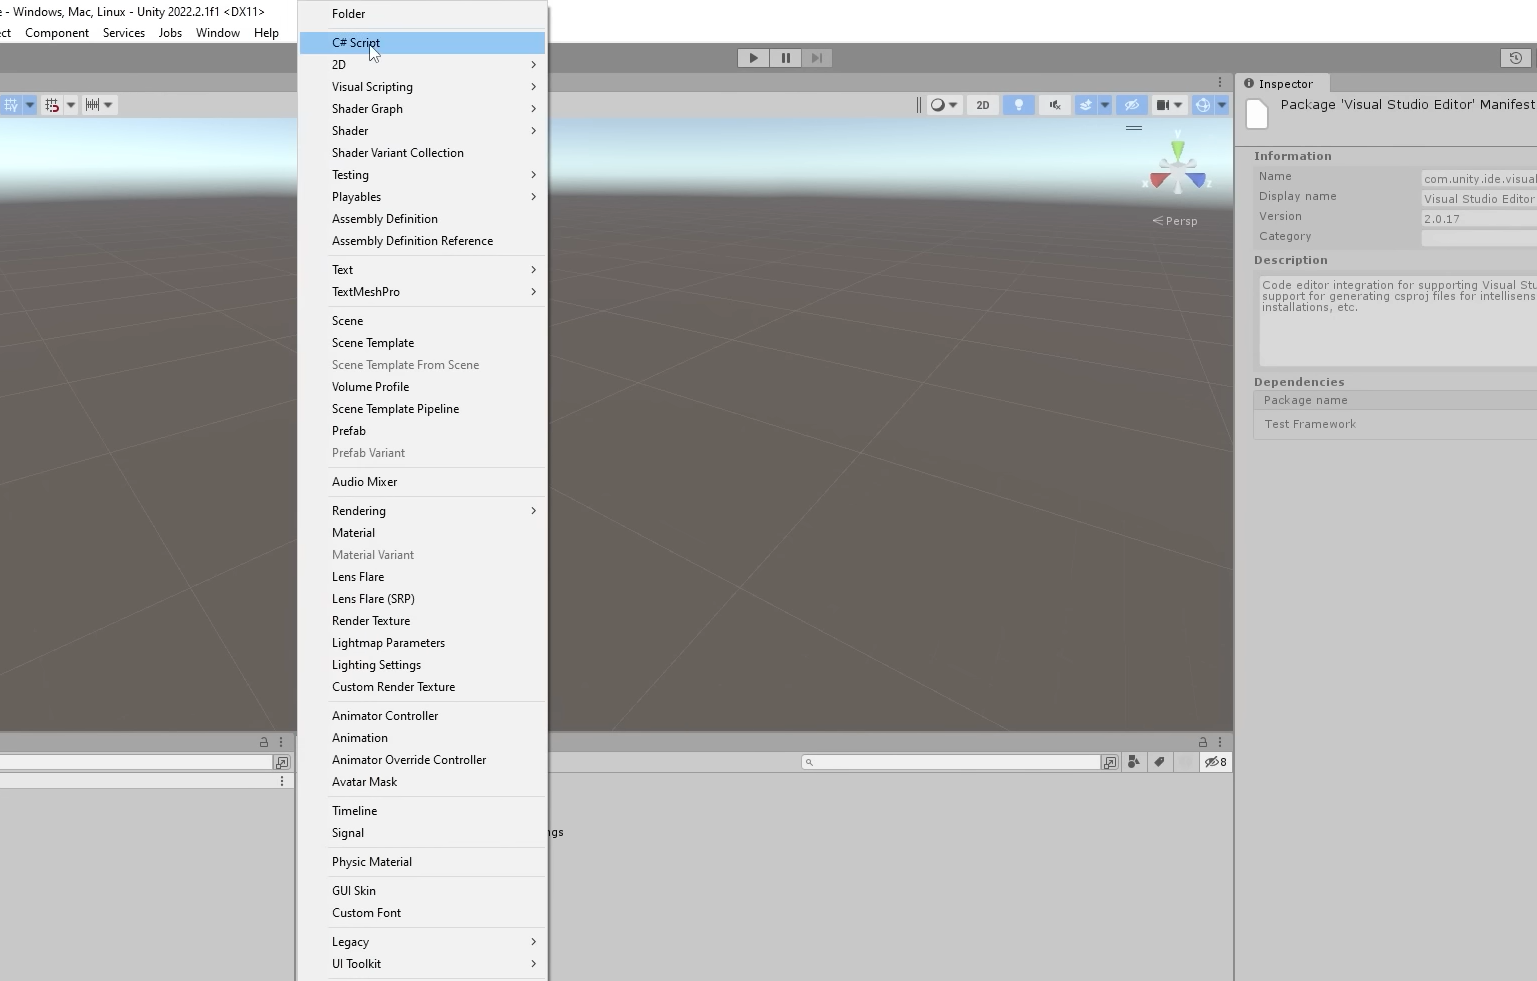 e - Windows, Mac, Linux - Unity 2022.2.1f1 <DX11>
ct Component Services Jobs Window Help
Folder
C# Script
2D
Visual Scripting
Shader Graph
Shader
Shader Variant Collection
Testing
Playables
Assembly Definition
Assembly Definition Reference
Text
TextMeshPro
Scene
Scene Template
Scene Template From Scene
Volume Profile
Scene Template Pipeline
Prefab
Prefab Variant
Audio Mixer
Rendering
Material
Material Variant
Lens Flare
Lens Flare (SRP)
Render Texture
Lightmap Parameters
Lighting Settings
Custom Render Texture
Animator Controller
Animation
Animator Override Controller
Avatar Mask
Timeline
Signal
Physic Material
GUI Skin
Custom Font
Legacy
UI Toolkit
2D
y
x
z
< Persp
8
ngs
Inspector
Package 'Visual Studio Editor' Manifest
Information
Name com.unity.ide.visual
Display name Visual Studio Editor
Version 2.0.17
Category
Description
Code editor integration for supporting Visual Stu
support for generating csproj files for intellisens
installations, etc.
Dependencies
Package name
Test Framework